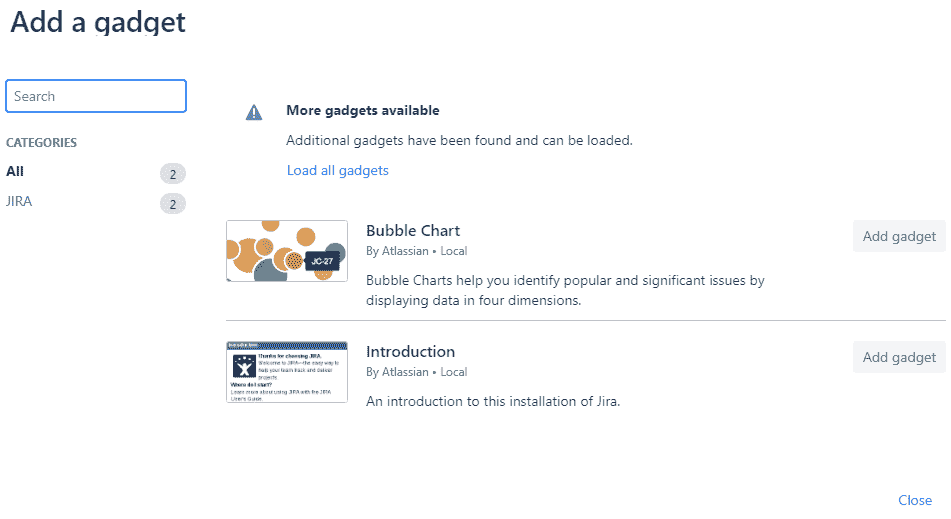 Add a gadget
Search
CATEGORIES
All 2
JIRA 2
More gadgets available
Additional gadgets have been found and can be loaded.
Load all gadgets
JC-27
Bubble Chart
By Atlassian • Local
Bubble Charts help you identify popular and significant issues by
displaying data in four dimensions.
Add gadget
Thanks for choosing JIRA.
Welcome to JIRA—the easy way to
help your team track and deliver
projects.
Where do I start?
Learn more about using JIRA with the JIRA
User's Guide.
Introduction
By Atlassian • Local
An introduction to this installation of Jira.
Add gadget
Close